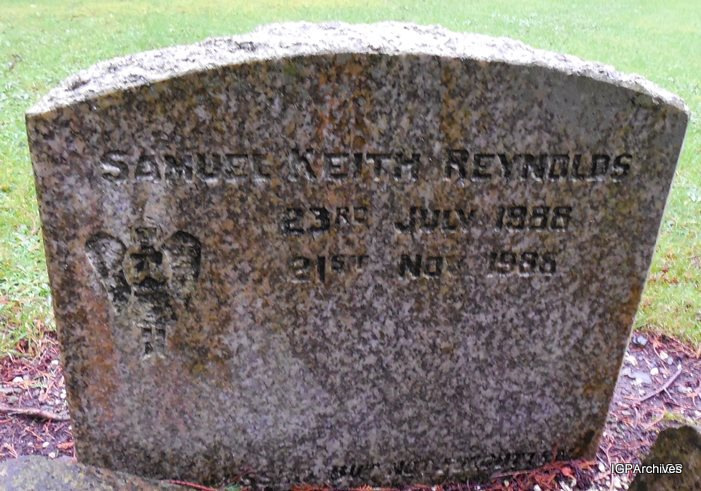 SAMUEL KEITH REYNOLDS
23RD JULY 1988
21ST NOV 1988
IGPArchives